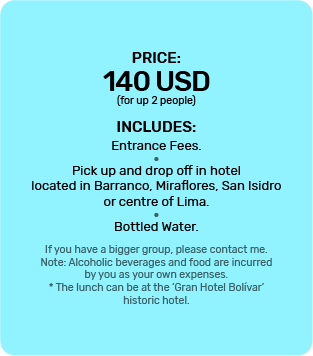 PRICE:
140 USD
(for up 2 people)
INCLUDES:
Entrance Fees.
•
Pick up and drop off in hotel
located in Barranco, Miraflores, San Isidro
or centre of Lima.
•
Bottled Water.
If you have a bigger group, please contact me.
Note: Alcoholic beverages and food are incurred
by you as your own expenses.
* The lunch can be at the ‘Gran Hotel Bolívar’
historic hotel.